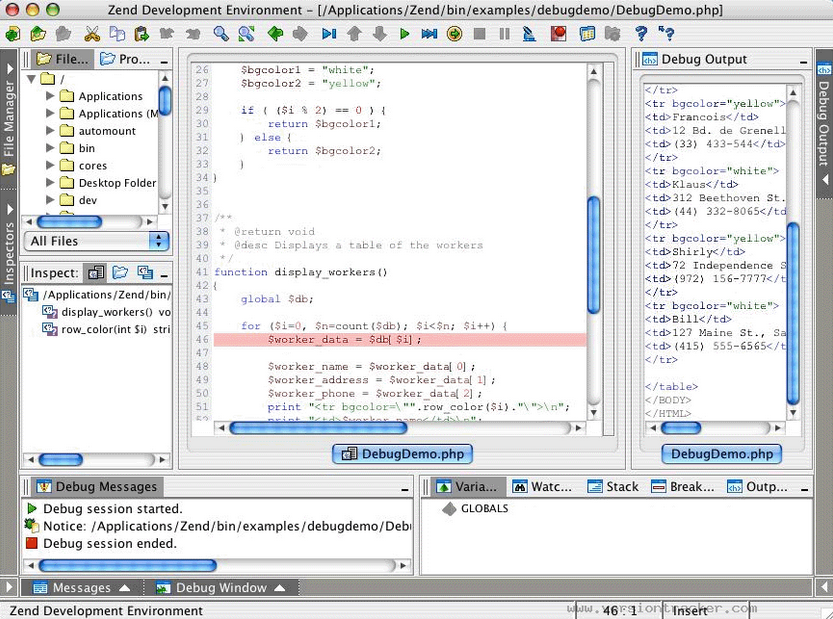 Zend Development Environment - [/Applications/Zend/bin/examples/debugdemo/DebugDemo.php]
File Manager
Inspectors
File...
Pro...
/
Applications
Applications (M
automount
bin
cores
Desktop Folder
dev
All Files
Inspect:
/Applications/Zend/bin/
display_workers() vo
row_color(int $i) stri
26 $bgcolor1 = "white";
27 $bgcolor2 = "yellow";
28
29 if ( ($i % 2) == 0 ) {
30 return $bgcolor1;
31 } else {
32 return $bgcolor2;
33 }
34 }
35
36
37 /**
38 * @return void
39 * @desc Displays a table of the workers
40 */
41 function display_workers()
42 {
43 global $db;
44
45 for ($i=0, $n=count($db); $i<$n; $i++) {
46 $worker_data = $db[$i];
47
48 $worker_name = $worker_data[0];
49 $worker_address = $worker_data[1];
50 $worker_phone = $worker_data[2];
51 print "<tr bgcolor=\"".row_color($i)."\">\n";
52 print "<td>$worker_name</td>\n";
DebugDemo.php
Debug Output
</tr>
<tr bgcolor="yellow">
<td>Francois</td>
<td>12 Bd. de Grenell
<td>(33) 433-544</td>
</tr>
<tr bgcolor="white">
<td>Klaus</td>
<td>312 Beethoven St.
<td>(44) 332-8065</td
</tr>
<tr bgcolor="yellow">
<td>Shirly</td>
<td>72 Independence S
<td>(972) 156-7777</t
</tr>
<tr bgcolor="white">
<td>Bill</td>
<td>127 Maine St., Sa
<td>(415) 555-6565</t
</tr>
</table>
</BODY>
</HTML>
DebugDemo.php
Debug Output
Debug Messages
Debug session started.
Notice: /Applications/Zend/bin/examples/debugdemo/Deb
Debug session ended.
Varia...
Watc...
Stack
Break...
Outp...
GLOBALS
Messages
Debug Window
Zend Development Environment
46 : 1
Insert
www.versiontracker.com